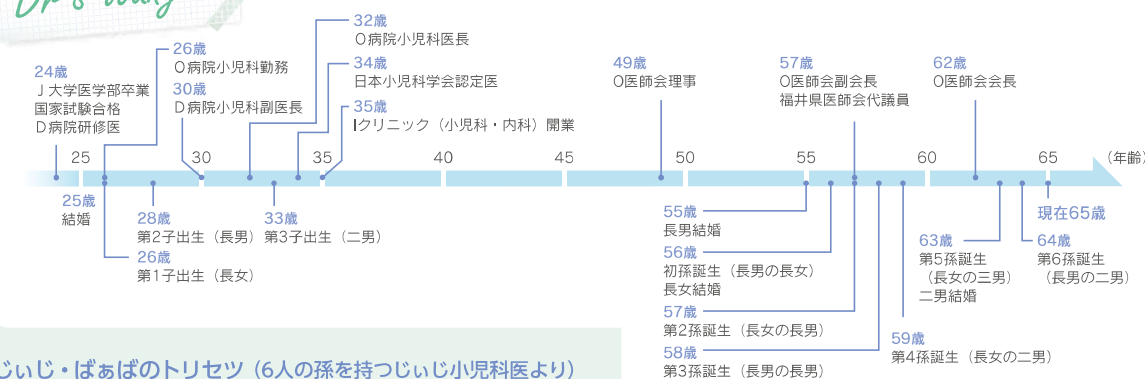 Dr's way
24歳
J大学医学部卒業
国家試験合格
D病院研修医
26歳
O病院小児科勤務
30歳
D病院小児科副医長
32歳
O病院小児科医長
34歳
日本小児科学会認定医
35歳
Iクリニック（小児科・内科）開業
49歳
O医師会理事
57歳
O医師会副会長
福井県医師会代議員
62歳
O医師会会長
25 30 35 40 45 50 55 60 65 （年齢）
25歳
結婚
28歳
第2子出生（長男）
33歳
第3子出生（二男）
26歳
第1子出生（長女）
55歳
長男結婚
56歳
初孫誕生（長男の長女）
長女結婚
57歳
第2孫誕生（長女の長男）
58歳
第3孫誕生（長男の長男）
59歳
第4孫誕生（長女の二男）
63歳
第5孫誕生
（長女の三男）
二男結婚
64歳
第6孫誕生
（長男の二男）
現在65歳
じぃじ・ばぁばのトリセツ（6人の孫を持つじぃじ小児科医より）